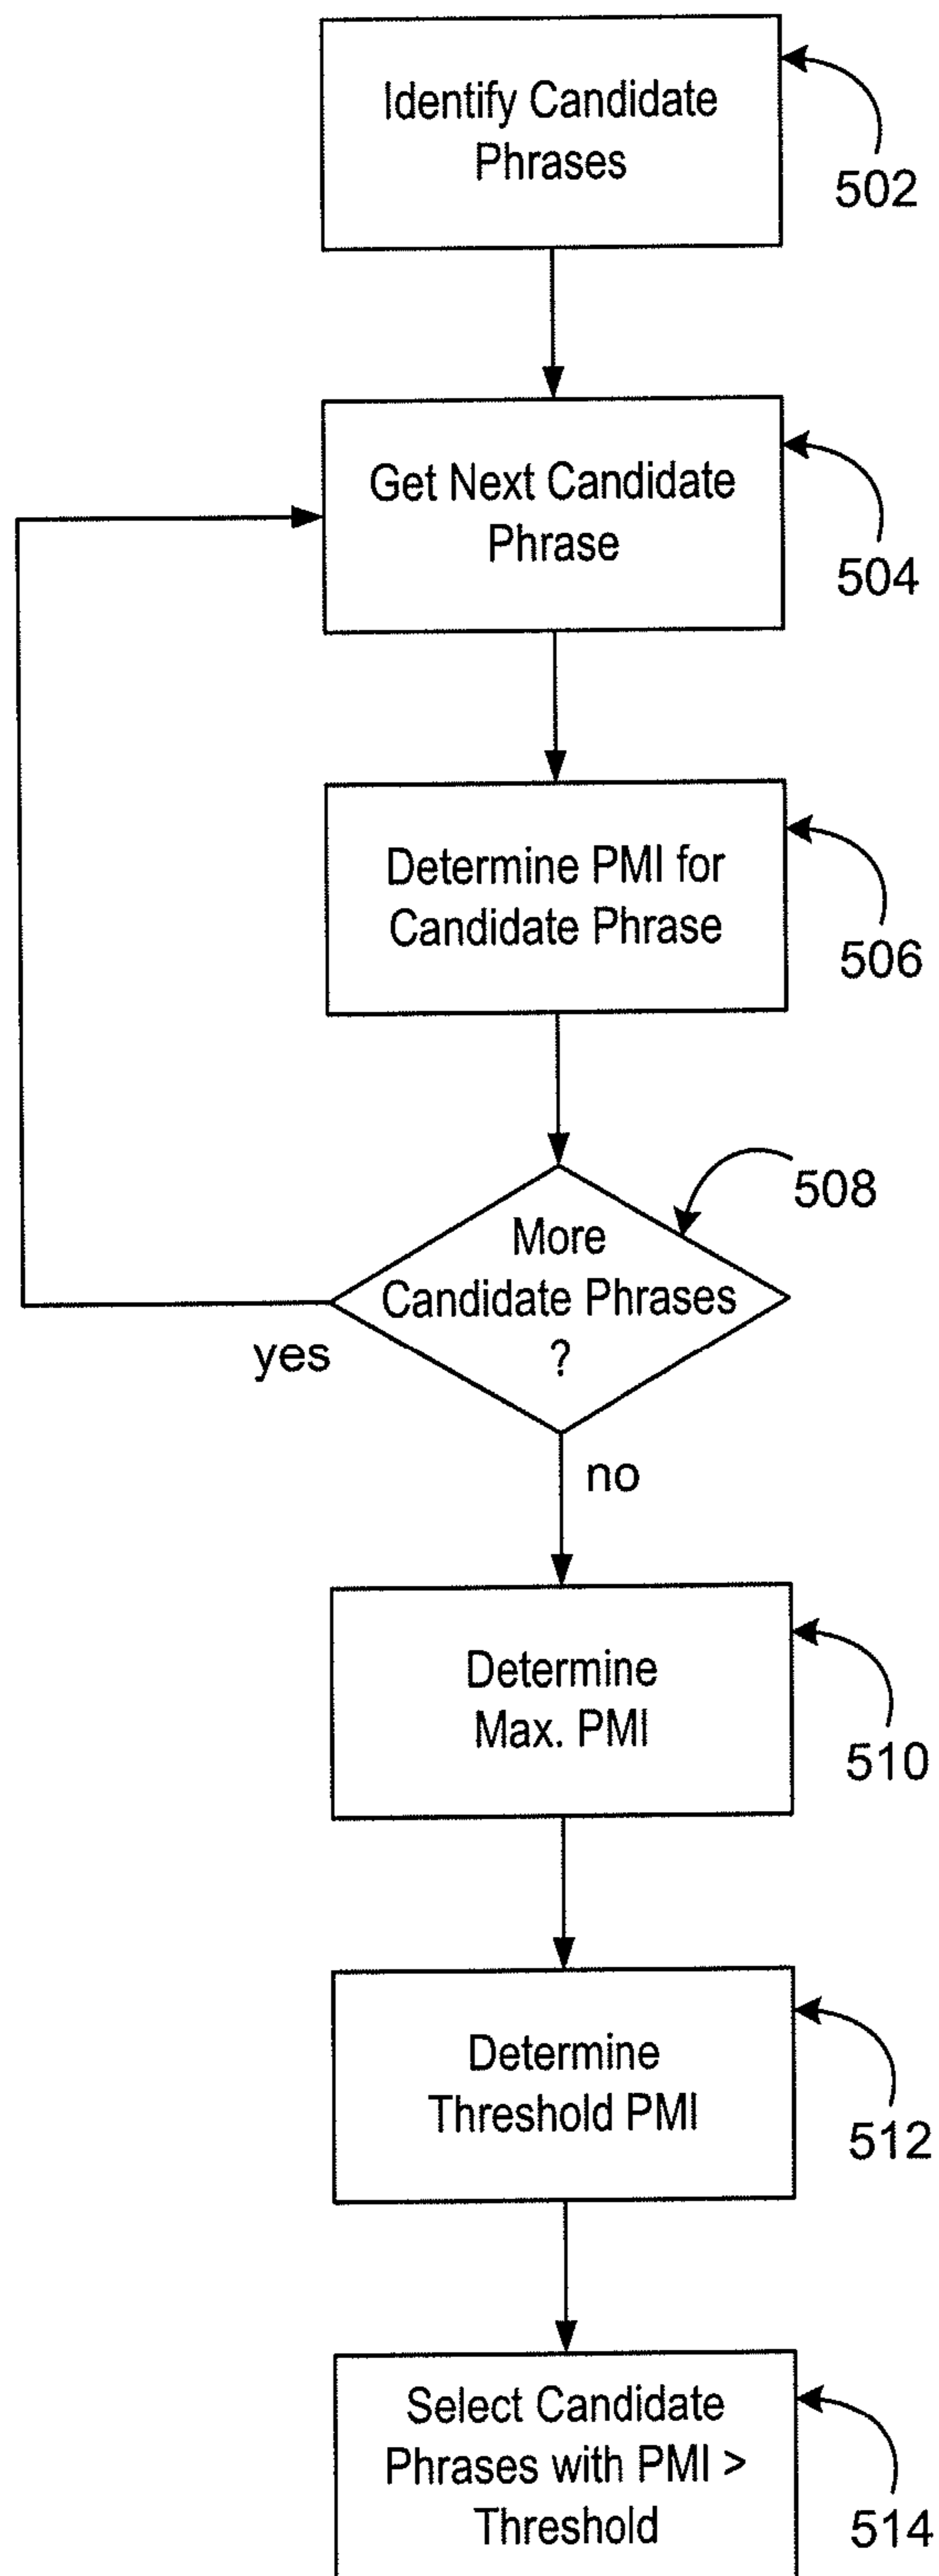 Identify Candidate
Phrases
502
Get Next Candidate
Phrase
504
Determine PMI for
Candidate Phrase
506
508
More
Candidate Phrases
?
yes
no
Determine
Max. PMI
510
Determine
Threshold PMI
512
Select Candidate
Phrases with PMI >
Threshold
514